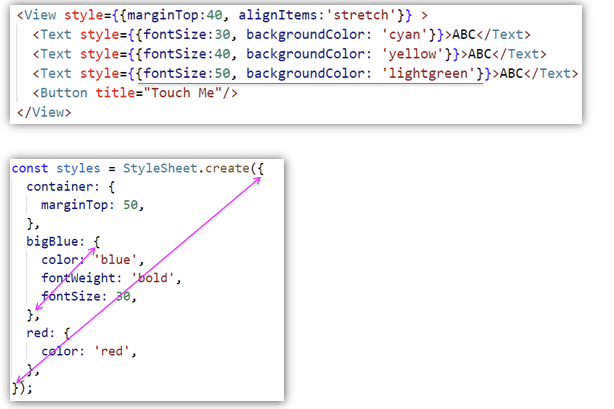 <View style={{marginTop:40, alignItems:'stretch'}} >
<Text style={{fontSize:30, backgroundColor: 'cyan'}}>ABC</Text>
<Text style={{fontSize:40, backgroundColor: 'yellow'}}>ABC</Text>
<Text style={{fontSize:50, backgroundColor: 'lightgreen'}}>ABC</Text>
<Button title="Touch Me"/>
</View>
const styles = StyleSheet.create({
container: {
marginTop: 50,
},
bigBlue: {
color: 'blue',
fontWeight: 'bold',
fontSize: 30,
},
red: {
color: 'red',
},
});